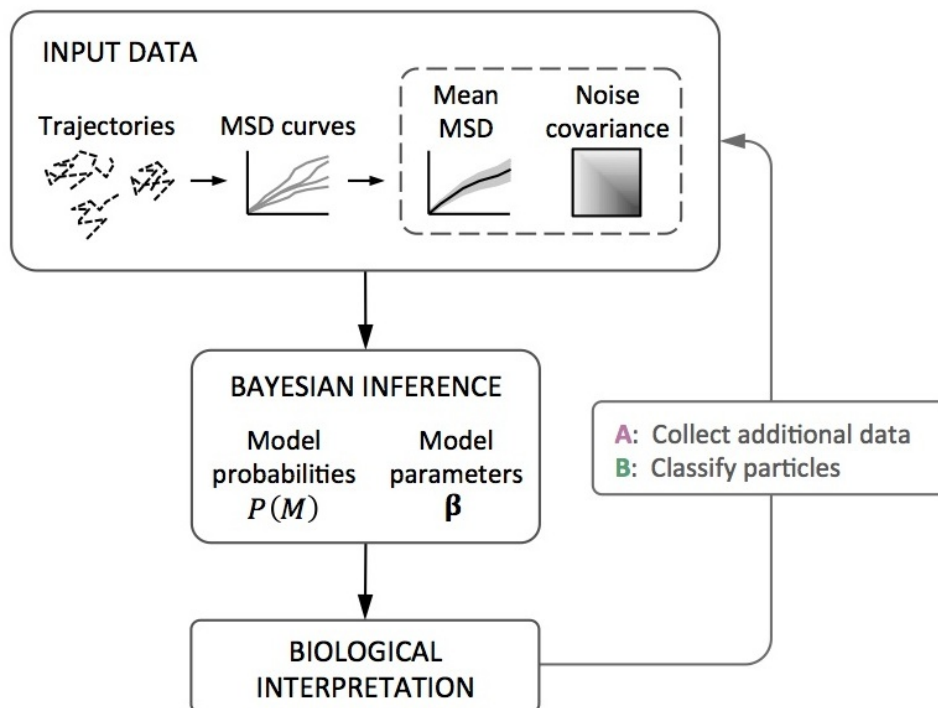 INPUT DATA
Trajectories
MSD curves
Mean
MSD
Noise
covariance
BAYESIAN INFERENCE
Model
probabilities
P(M)
Model
parameters
β
A: Collect additional data
B: Classify particles
BIOLOGICAL
INTERPRETATION